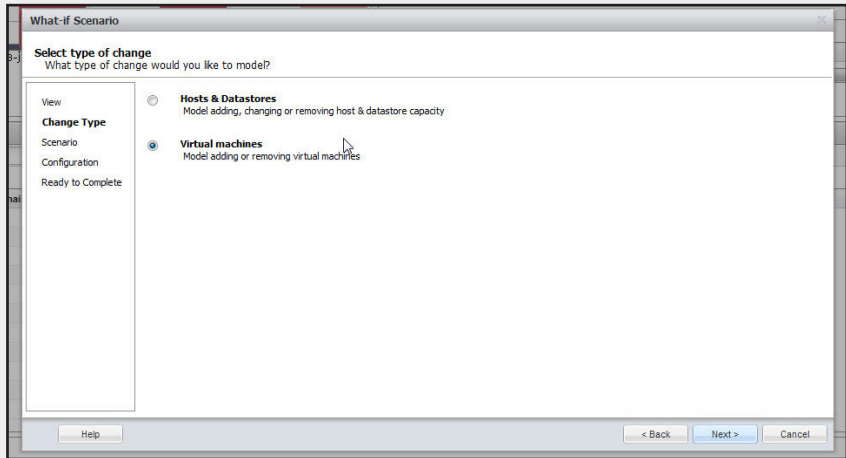 What-if Scenario
Select type of change
What type of change would you like to model?
View
Change Type
Scenario
Configuration
Ready to Complete
Hosts & Datastores
Model adding, changing or removing host & datastore capacity
Virtual machines
Model adding or removing virtual machines
Help
< Back
Next >
Cancel